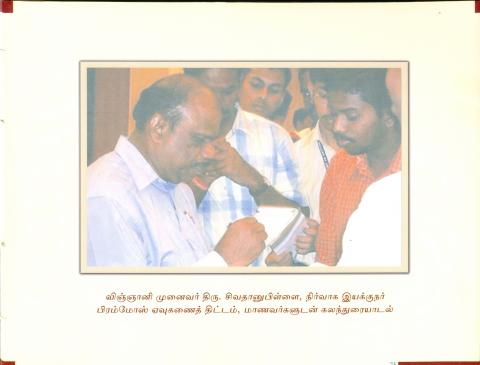 விஞ்ஞானி முனைவர் திரு. சிவதானுபிள்ளை, நிர்வாக இயக்குநர்
பிரம்மோஸ் ஏவுகணைத் திட்டம், மாணவர்களுடன் கலந்துரையாடல்